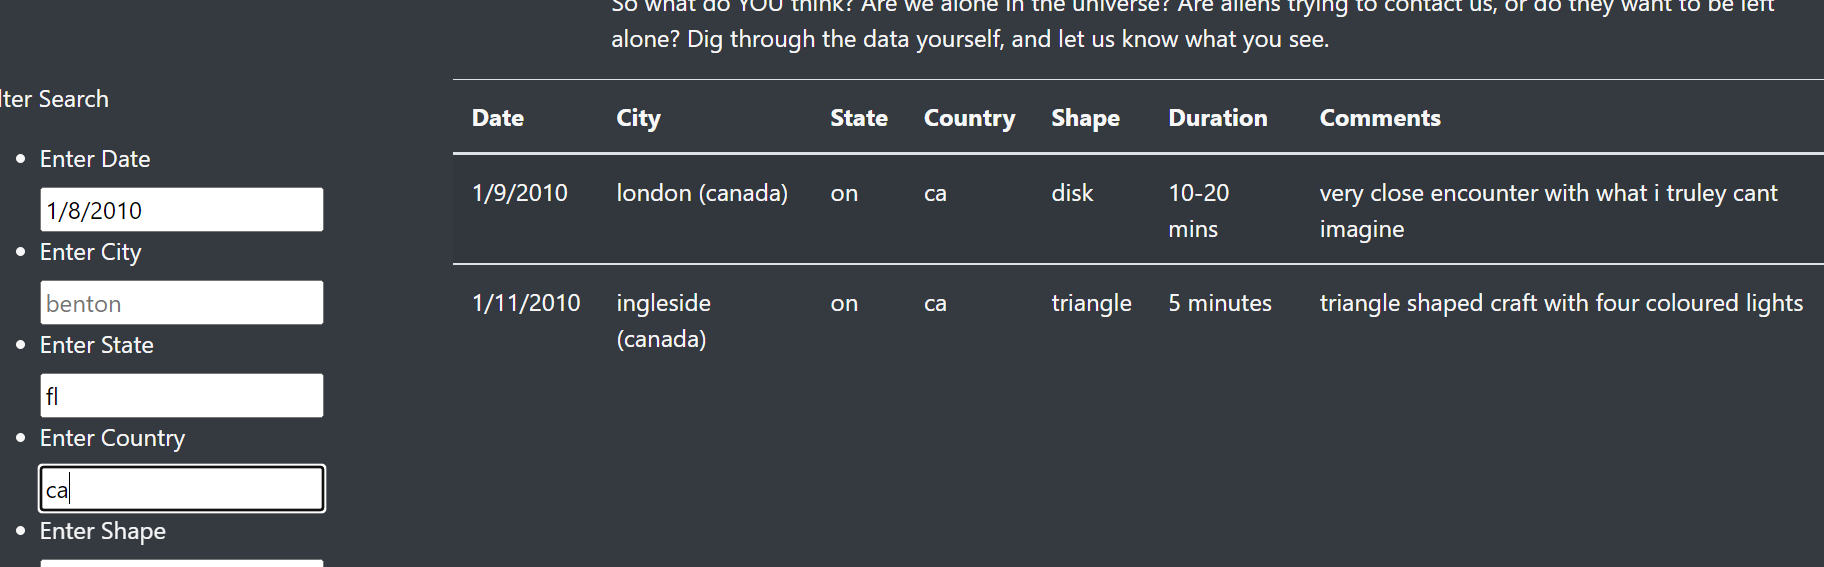 So what do YOU think? Are we alone in the universe? Are aliens trying to contact us, or do they want to be left
alone? Dig through the data yourself, and let us know what you see.
lter Search
Enter Date
1/8/2010
Enter City
benton
Enter State
fl
Enter Country
ca
Enter Shape
Date City State Country Shape Duration Comments
1/9/2010 london (canada) on ca disk 10-20 very close encounter with what i truley cant
mins imagine
1/11/2010 ingleside on ca triangle 5 minutes triangle shaped craft with four coloured lights
(canada)